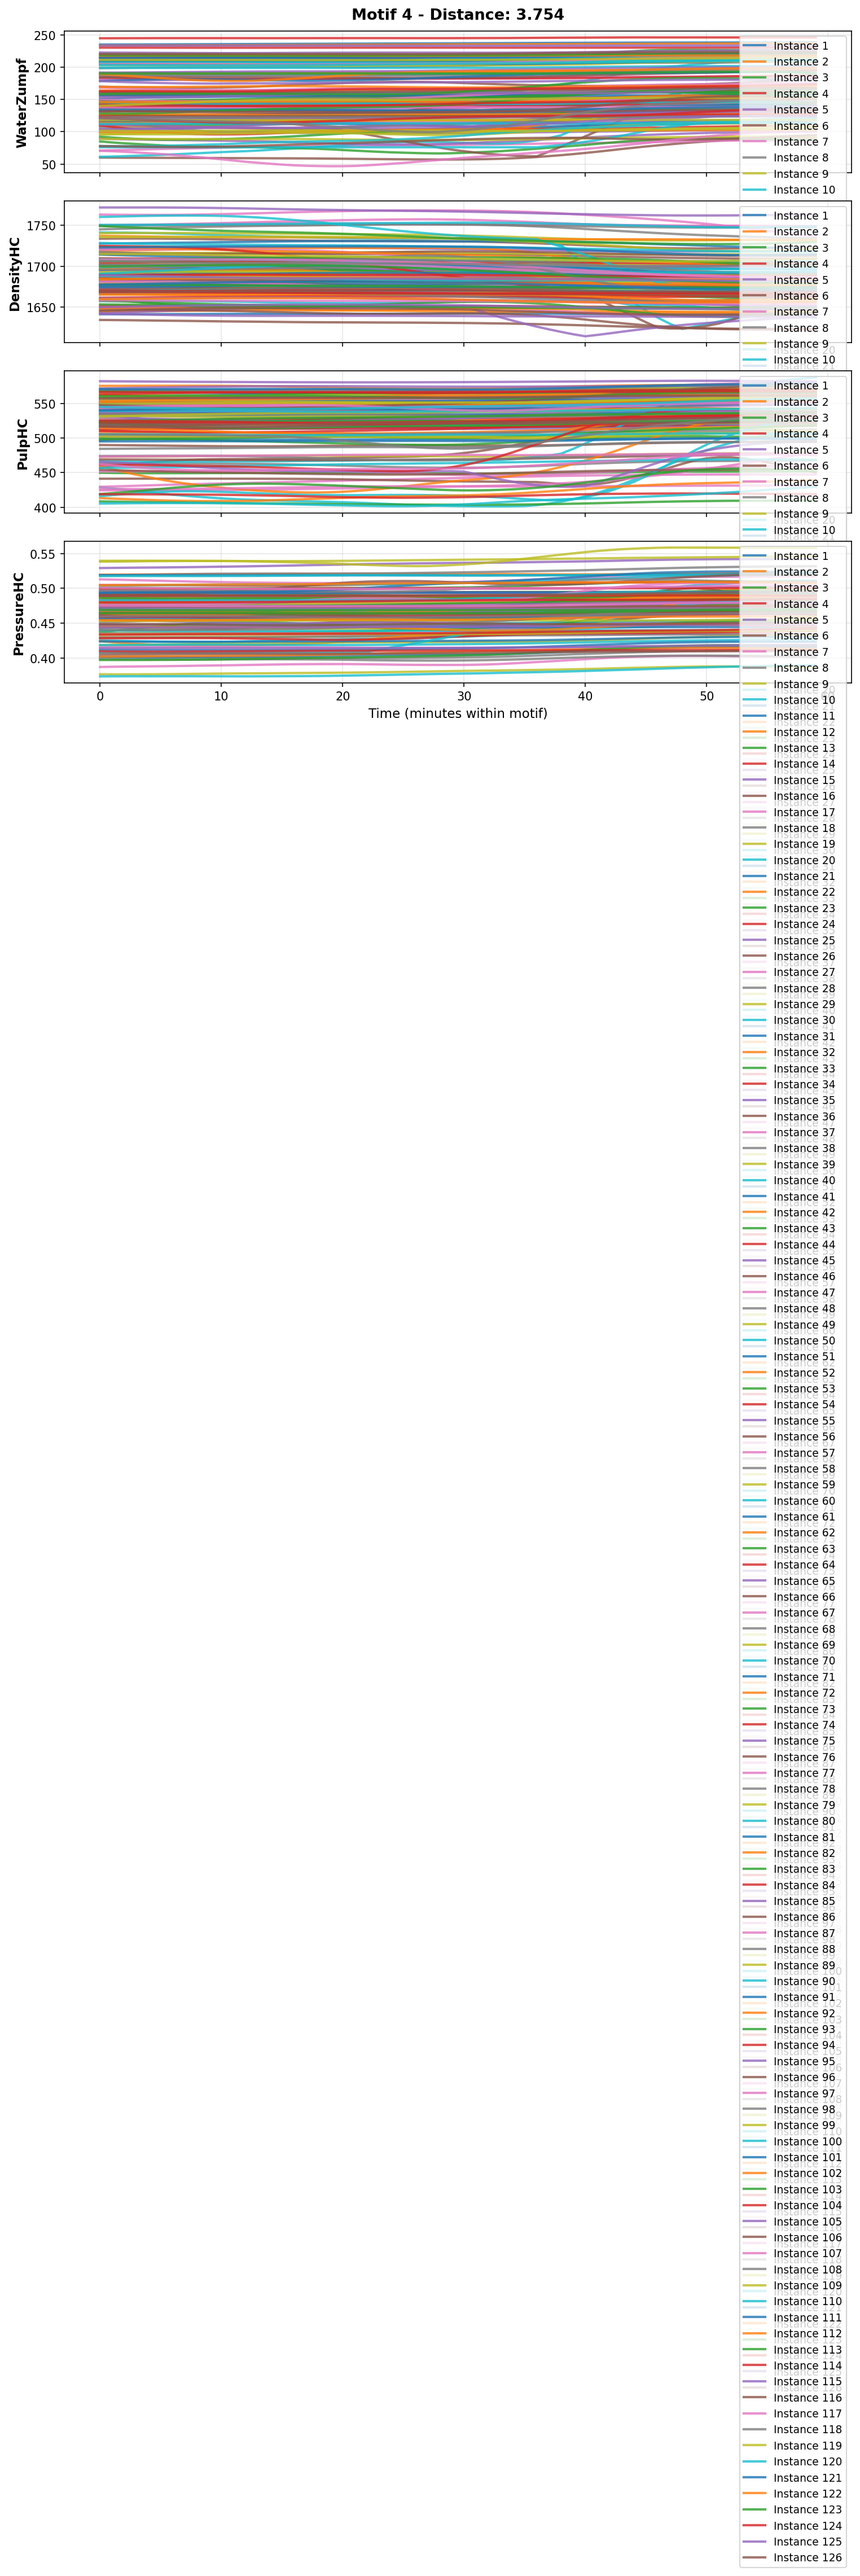 Motif 4 - Distance: 3.754
WaterZumpf
250
200
150
100
50
Instance 1
Instance 2
Instance 3
Instance 4
Instance 5
Instance 6
Instance 7
Instance 8
Instance 9
Instance 10
DensityHC
1750
1700
1650
Instance 1
Instance 2
Instance 3
Instance 4
Instance 5
Instance 6
Instance 7
Instance 8
Instance 9
Instance 10
PulpHC
550
500
450
400
Instance 1
Instance 2
Instance 3
Instance 4
Instance 5
Instance 6
Instance 7
Instance 8
Instance 9
Instance 10
PressureHC
0.55
0.50
0.45
0.40
0 10 20 30 40 50
Time (minutes within motif)
Instance 1
Instance 2
Instance 3
Instance 4
Instance 5
Instance 6
Instance 7
Instance 8
Instance 9
Instance 10
Instance 11
Instance 12
Instance 13
Instance 14
Instance 15
Instance 16
Instance 17
Instance 18
Instance 19
Instance 20
Instance 21
Instance 22
Instance 23
Instance 24
Instance 25
Instance 26
Instance 27
Instance 28
Instance 29
Instance 30
Instance 31
Instance 32
Instance 33
Instance 34
Instance 35
Instance 36
Instance 37
Instance 38
Instance 39
Instance 40
Instance 41
Instance 42
Instance 43
Instance 44
Instance 45
Instance 46
Instance 47
Instance 48
Instance 49
Instance 50
Instance 51
Instance 52
Instance 53
Instance 54
Instance 55
Instance 56
Instance 57
Instance 58
Instance 59
Instance 60
Instance 61
Instance 62
Instance 63
Instance 64
Instance 65
Instance 66
Instance 67
Instance 68
Instance 69
Instance 70
Instance 71
Instance 72
Instance 73
Instance 74
Instance 75
Instance 76
Instance 77
Instance 78
Instance 79
Instance 80
Instance 81
Instance 82
Instance 83
Instance 84
Instance 85
Instance 86
Instance 87
Instance 88
Instance 89
Instance 90
Instance 91
Instance 92
Instance 93
Instance 94
Instance 95
Instance 96
Instance 97
Instance 98
Instance 99
Instance 100
Instance 101
Instance 102
Instance 103
Instance 104
Instance 105
Instance 106
Instance 107
Instance 108
Instance 109
Instance 110
Instance 111
Instance 112
Instance 113
Instance 114
Instance 115
Instance 116
Instance 117
Instance 118
Instance 119
Instance 120
Instance 121
Instance 122
Instance 123
Instance 124
Instance 125
Instance 126